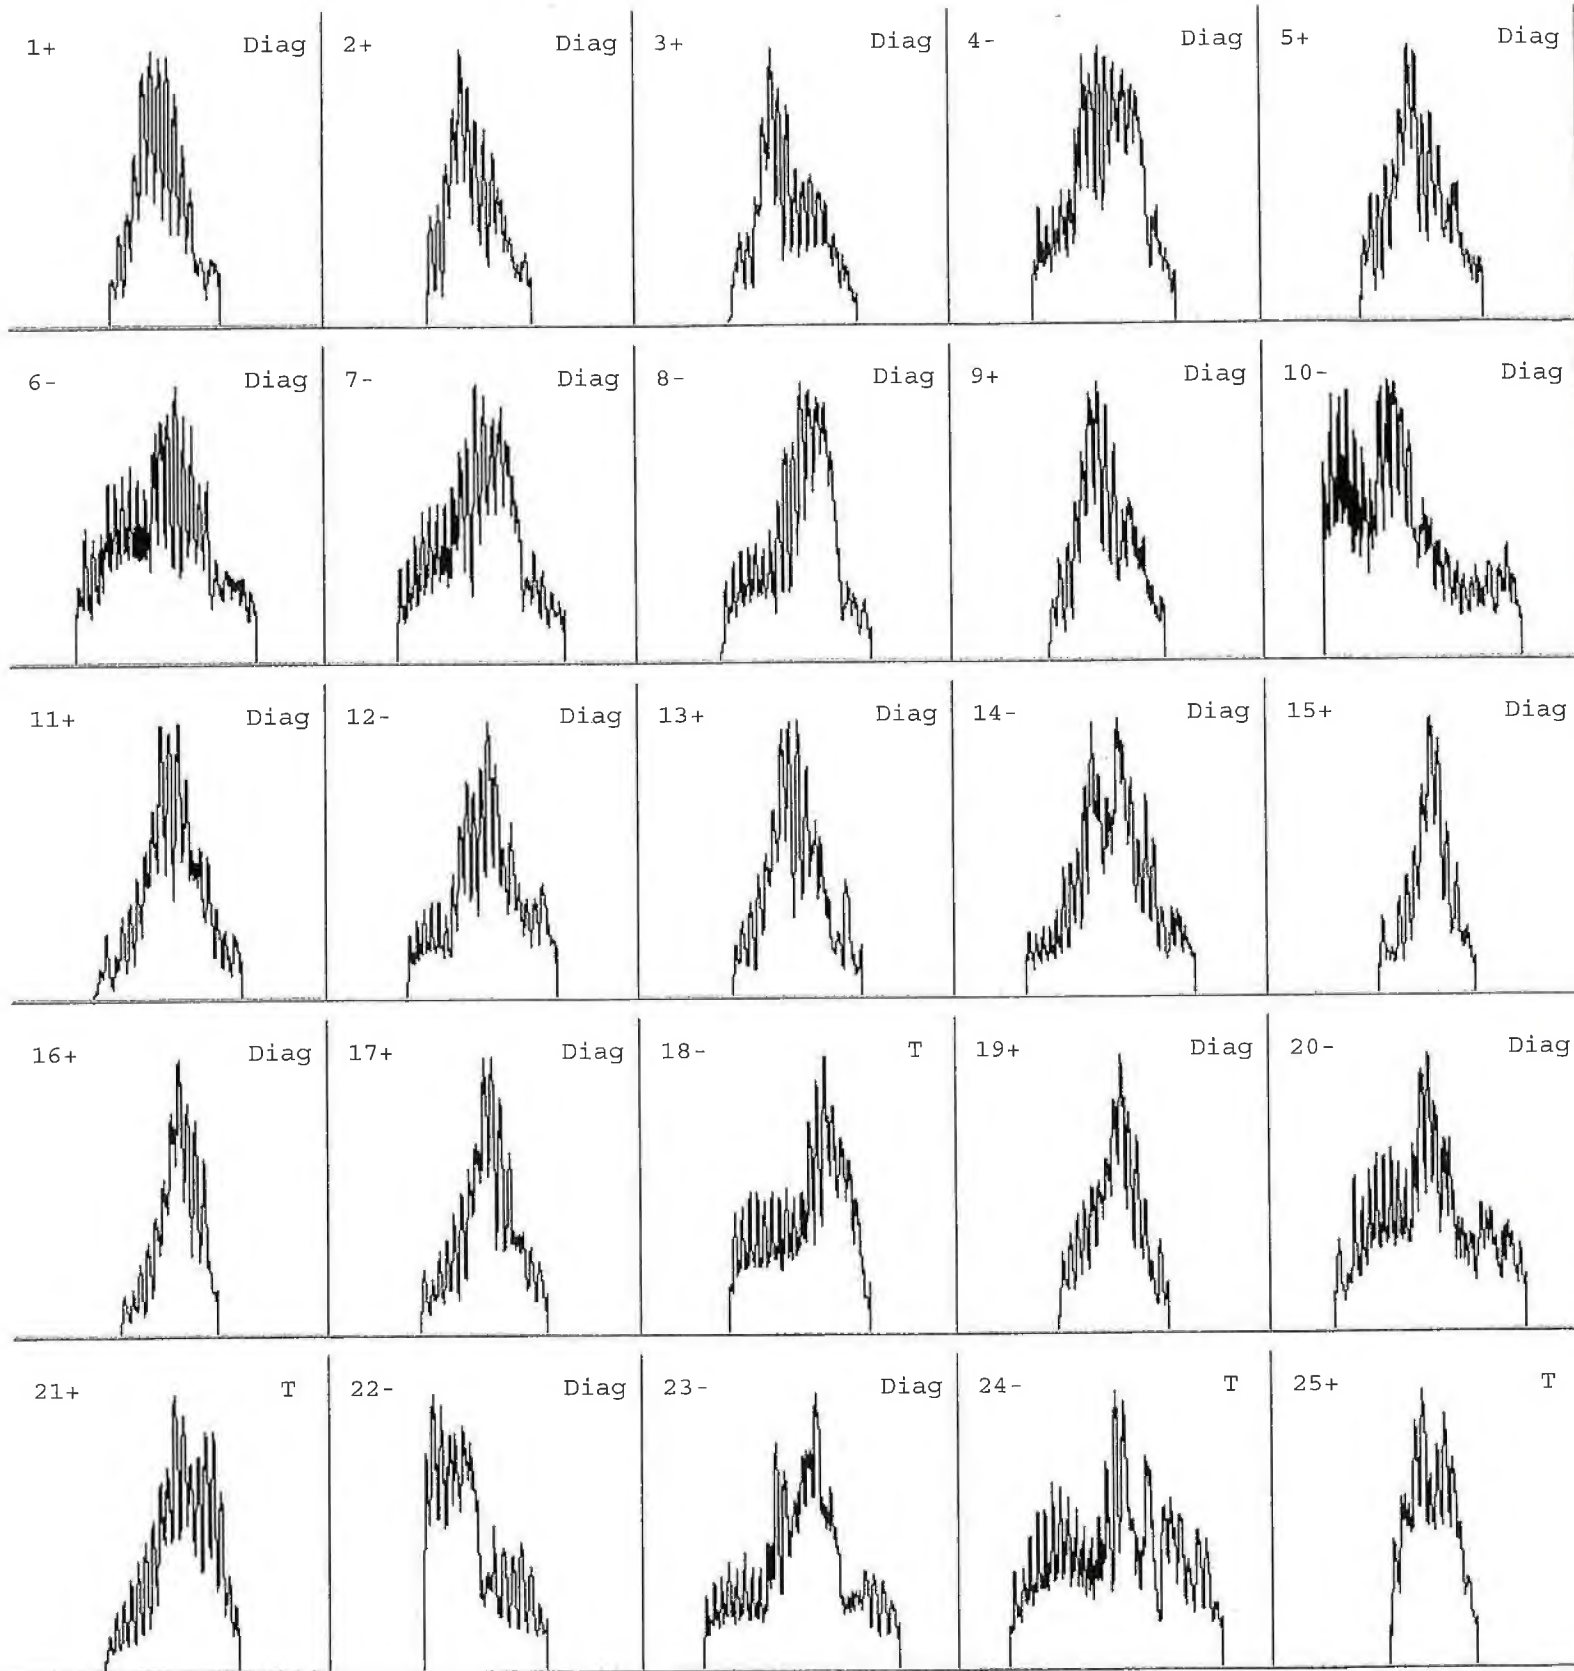 1+ Diag 2+ Diag 3+ Diag 4- Diag 5+ Diag
6- Diag 7- Diag 8- Diag 9+ Diag 10- Diag
11+ Diag 12- Diag 13+ Diag 14- Diag 15+ Diag
16+ Diag 17+ Diag 18- T 19+ Diag 20- Diag
21+ T 22- Diag 23- Diag 24- T 25+ T